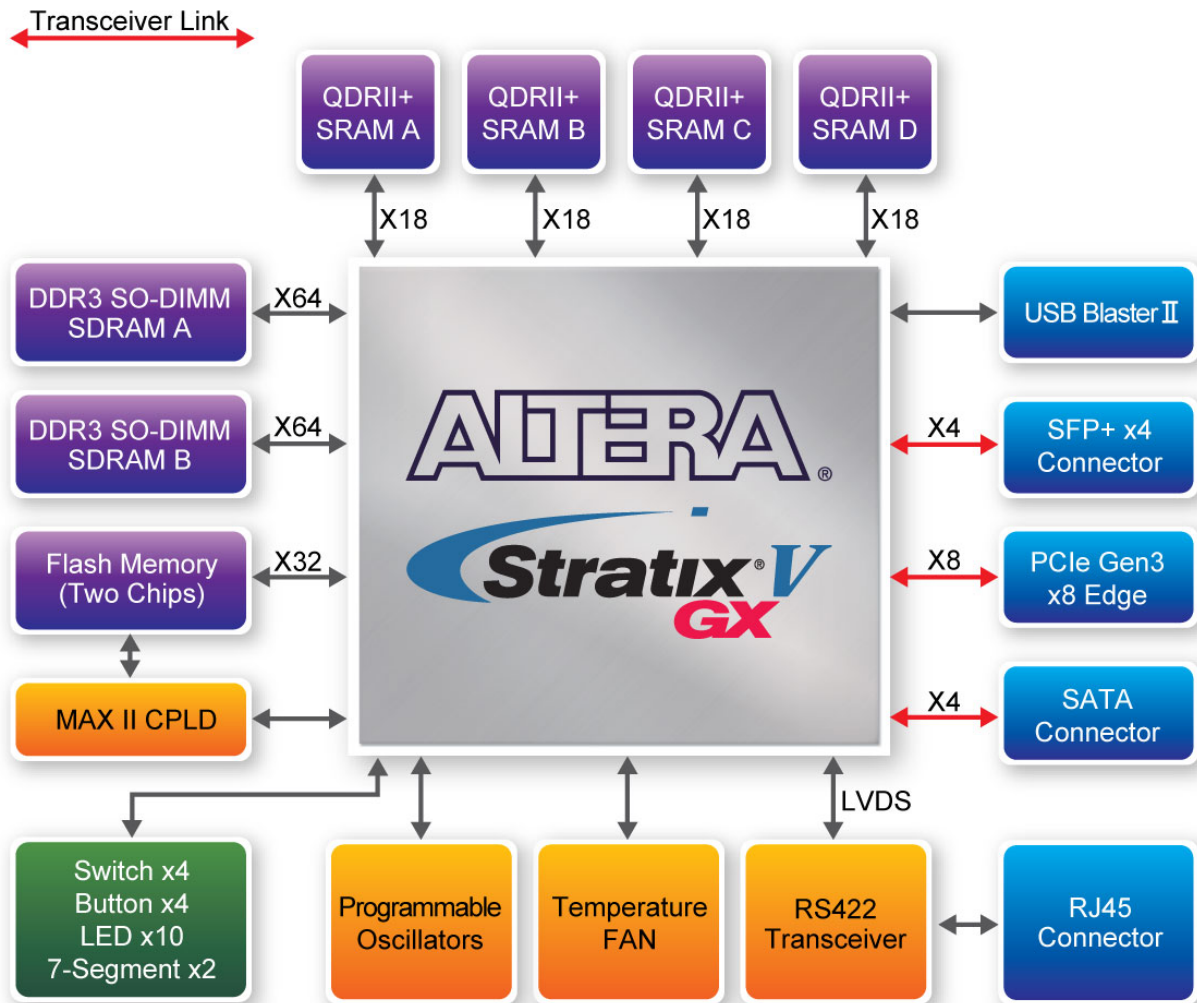 Transceiver Link
QDRII+
SRAM A
QDRII+
SRAM B
QDRII+
SRAM C
QDRII+
SRAM D
X18
X18
X18
X18
DDR3 SO-DIMM
SDRAM A
X64
DDR3 SO-DIMM
SDRAM B
X64
Flash Memory
(Two Chips)
X32
MAX II CPLD
ALTERA®
Stratix® V
GX
USB Blaster II
X4
SFP+ x4
Connector
X8
PCIe Gen3
x8 Edge
X4
SATA
Connector
LVDS
Switch x4
Button x4
LED x10
7-Segment x2
Programmable
Oscillators
Temperature
FAN
RS422
Transceiver
RJ45
Connector